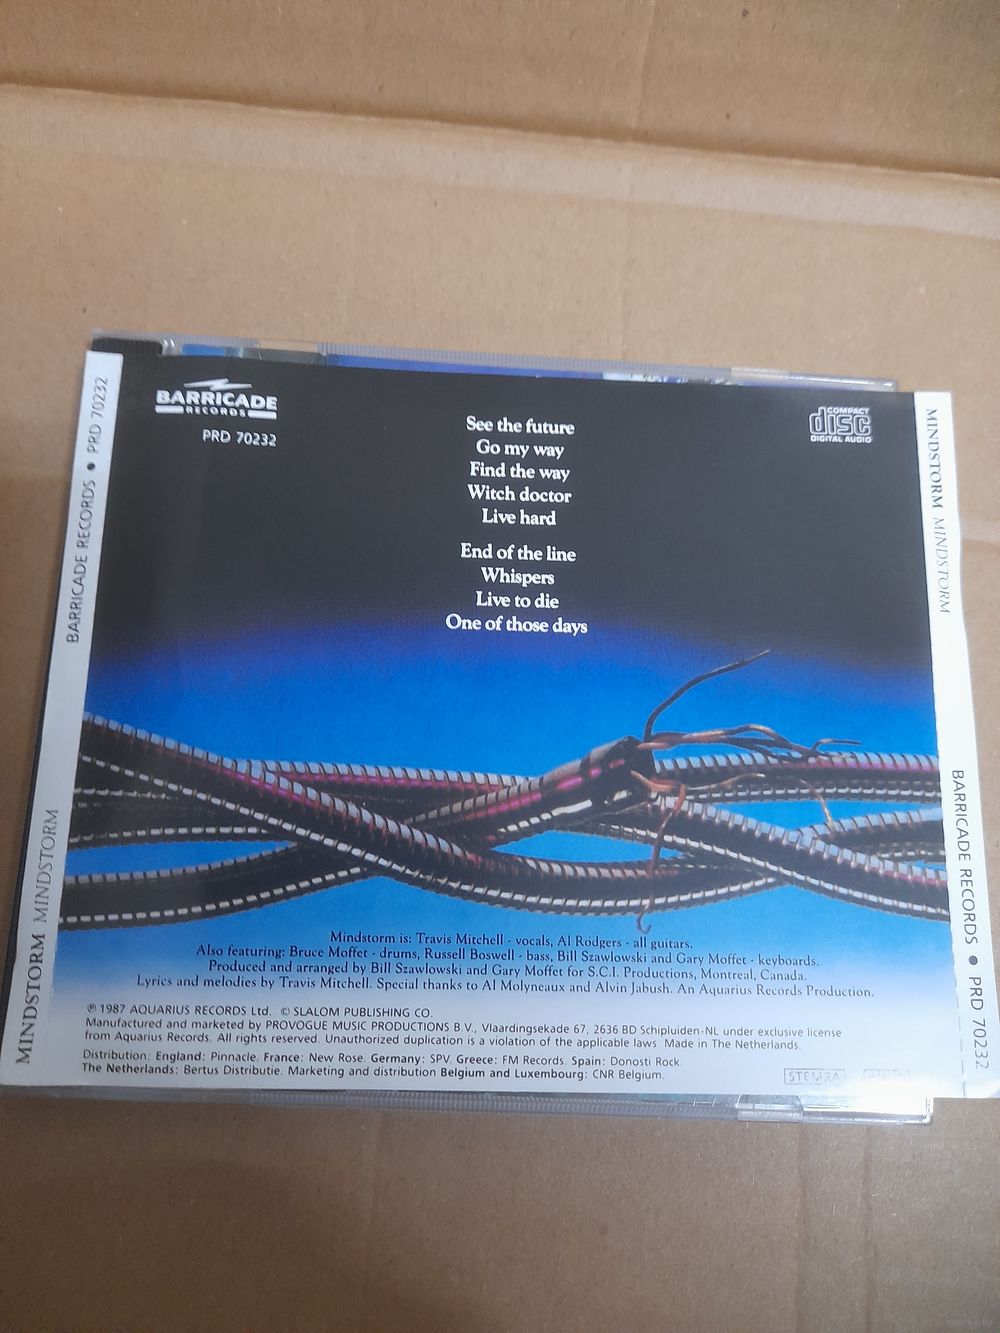 BARRICADE
RECORDS
PRD 70232
COMPACT
disc
DIGITAL AUDIO
See the future
Go my way
Find the way
Witch doctor
Live hard
End of the line
Whispers
Live to die
One of those days
Mindstorm is: Travis Mitchell - vocals, Al Rodgers - all guitars.
Also featuring: Bruce Moffet - drums, Russell Boswell - bass, Bill Szawlowski and Gary Moffet - keyboards.
Produced and arranged by Bill Szawlowski and Gary Moffet for S.C.I. Productions, Montreal, Canada.
Lyrics and melodies by Travis Mitchell. Special thanks to Al Molyneaux and Alvin Jabush. An Aquarius Records Production.
℗ 1987 AQUARIUS RECORDS Ltd. © SLALOM PUBLISHING CO.
Manufactured and marketed by PROVOGUE MUSIC PRODUCTIONS B.V., Vlaardingsekade 67, 2636 BD Schipluiden-NL under exclusive license
from Aquarius Records. All rights reserved. Unauthorized duplication is a violation of the applicable laws. Made in The Netherlands.
Distribution: England: Pinnacle. France: New Rose. Germany: SPV. Greece: FM Records. Spain: Donosti Rock.
The Netherlands: Bertus Distributie. Marketing and distribution Belgium and Luxembourg: CNR Belgium.
STEMRA
MINDSTORM MINDSTORM BARRICADE RECORDS ● PRD 70232
MINDSTORM MINDSTORM BARRICADE RECORDS ● PRD 70232